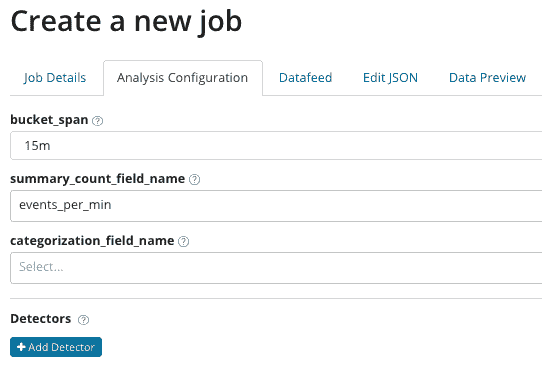 Create a new job
Job Details Analysis Configuration Datafeed Edit JSON Data Preview
bucket_span ?
15m
summary_count_field_name ?
events_per_min
categorization_field_name ?
Select...
Detectors ?
+ Add Detector